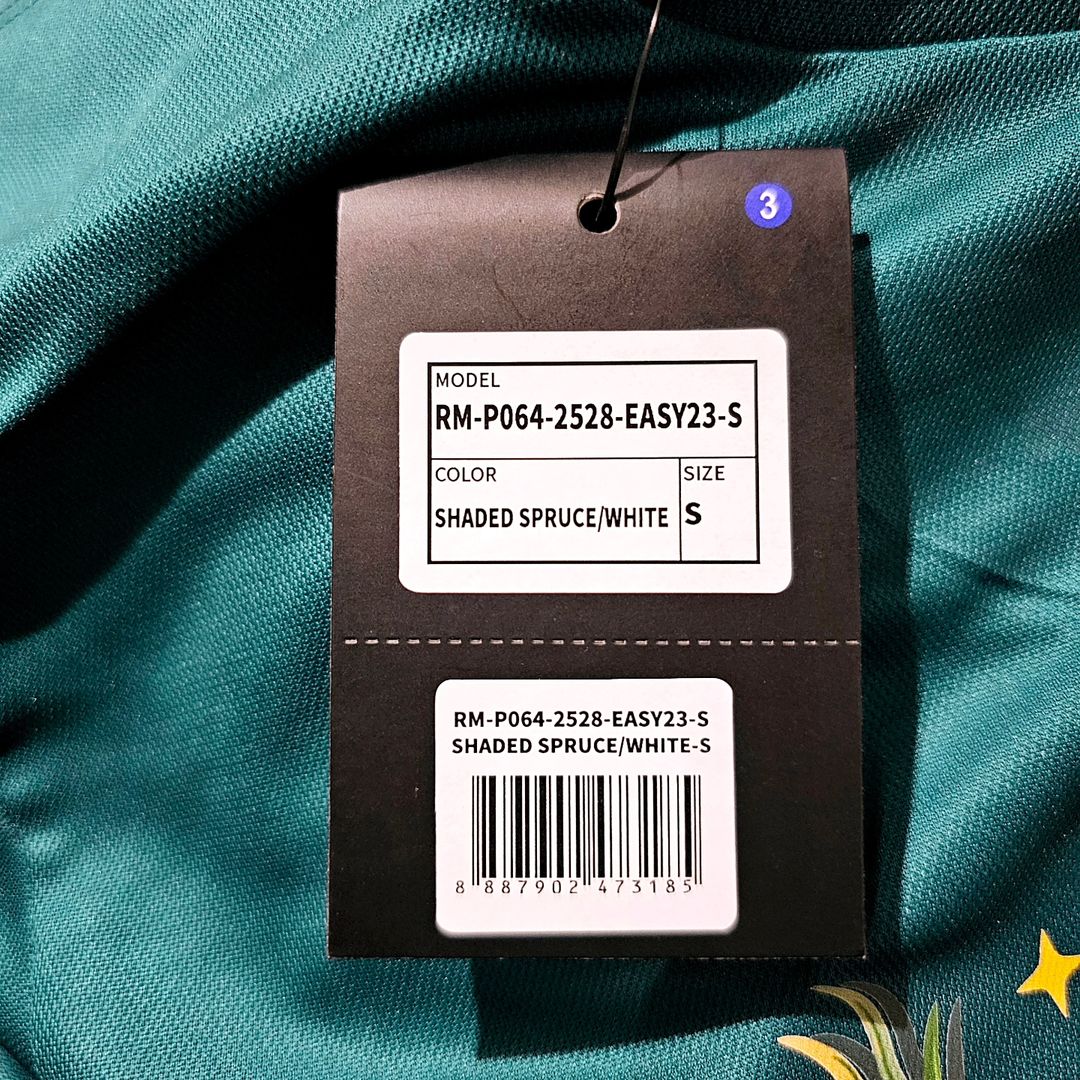 3
MODEL
RM-P064-2528-EASY23-S
COLOR
SIZE
SHADED SPRUCE/WHITE
S
RM-P064-2528-EASY23-S
SHADED SPRUCE/WHITE-S
8 887902 473185